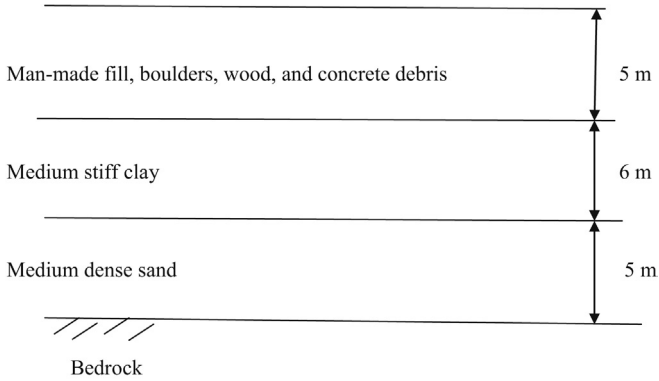 Man-made fill, boulders, wood, and concrete debris
5 m
Medium stiff clay
6 m
Medium dense sand
5 m
Bedrock